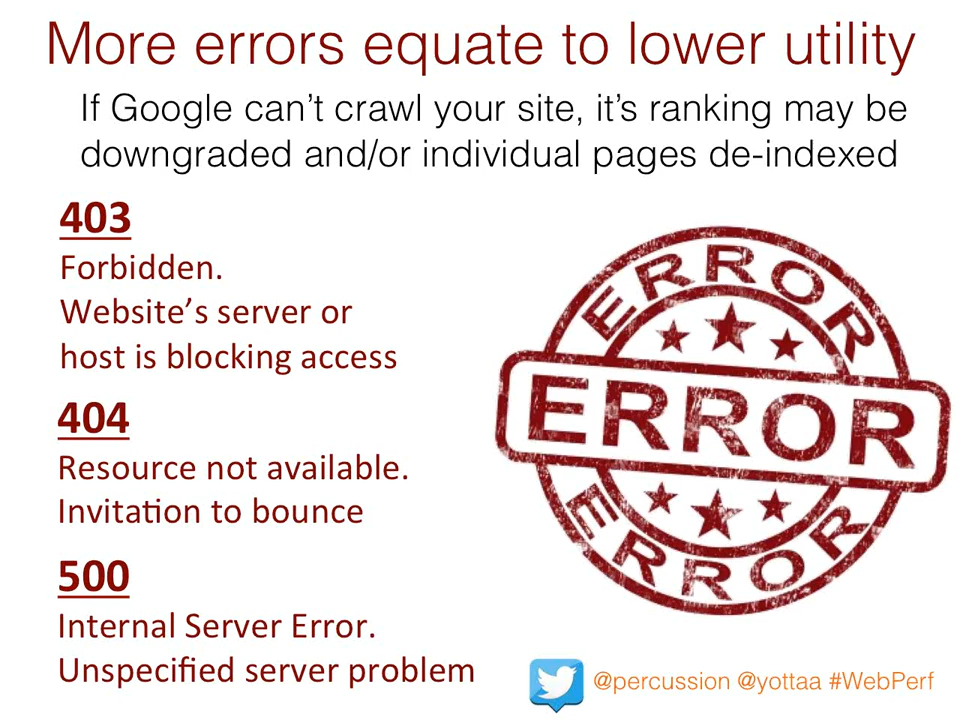 More errors equate to lower utility
If Google can’t crawl your site, it’s ranking may be
downgraded and/or individual pages de-indexed
403
Forbidden.
Website’s server or
host is blocking access
404
Resource not available.
Invitation to bounce
500
Internal Server Error.
Unspecified server problem
ERROR
ERROR
ERROR
@percussion @yottaa #WebPerf